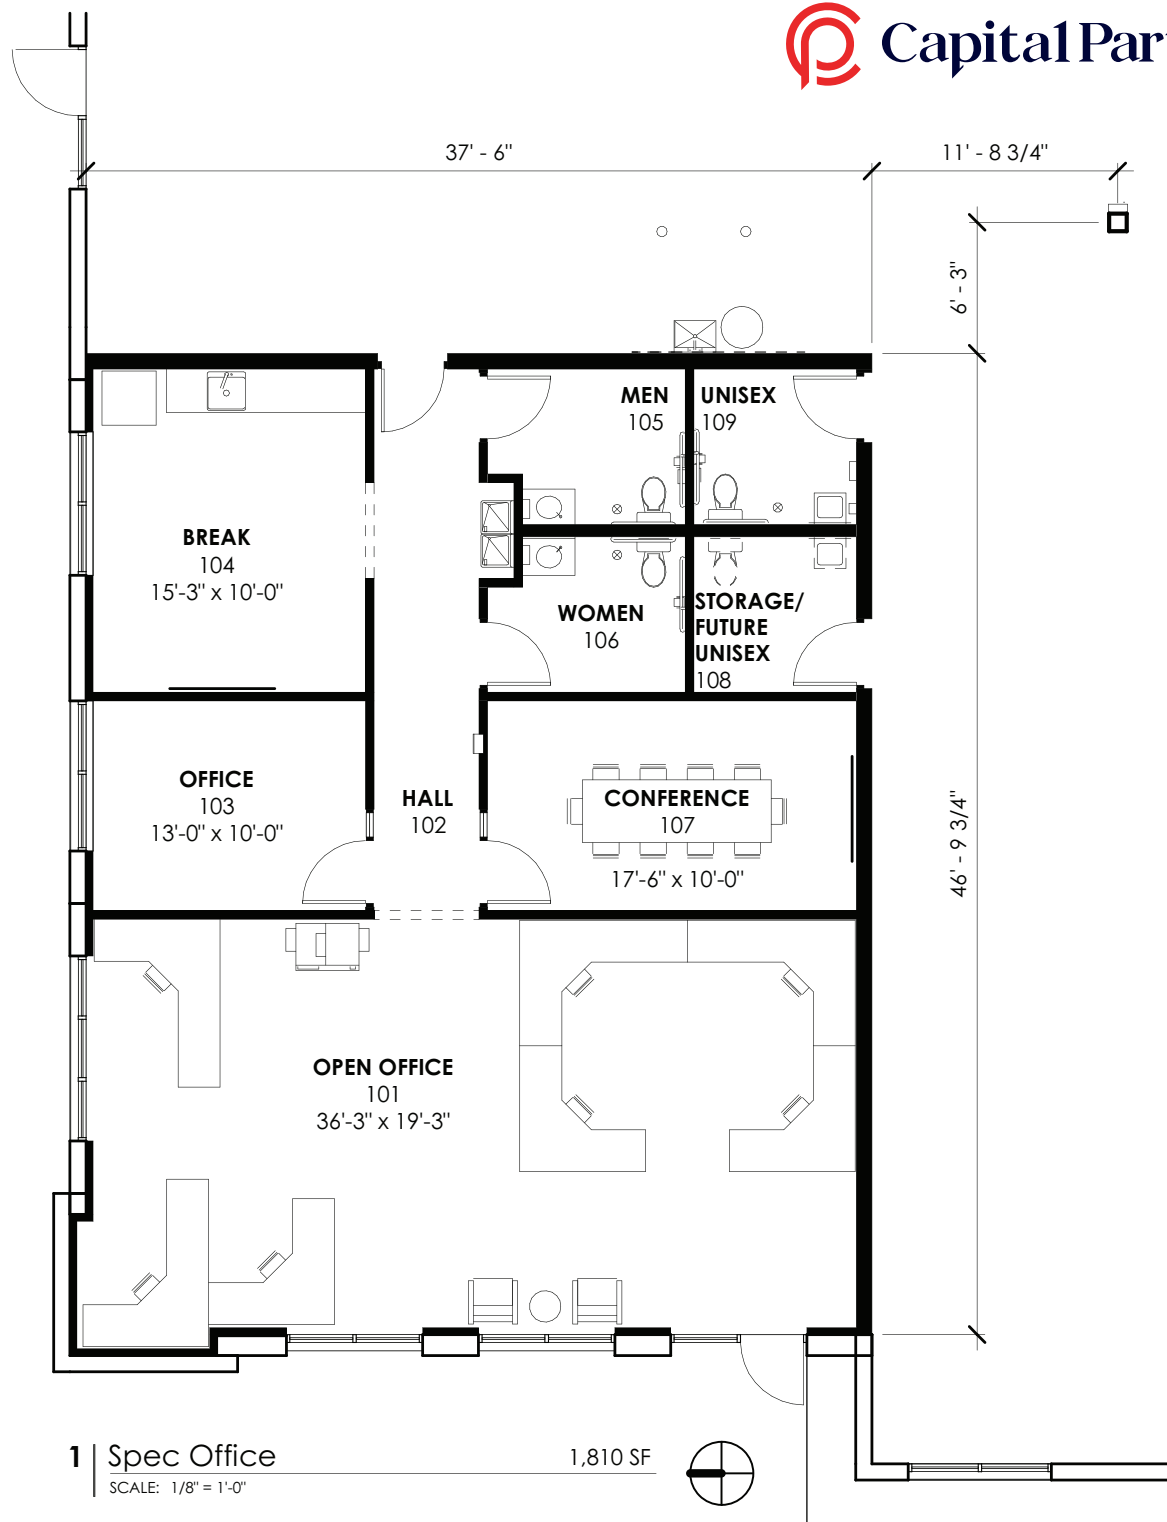 Capital Par
37' - 6"
11' - 8 3/4"
6' - 3"
MEN
105
UNISEX
109
BREAK
104
15'-3" x 10'-0"
WOMEN
106
STORAGE/
FUTURE
UNISEX
108
OFFICE
103
13'-0" x 10'-0"
HALL
102
CONFERENCE
107
17'-6" x 10'-0"
46' - 9 3/4"
OPEN OFFICE
101
36'-3" x 19'-3"
1 Spec Office
1,810 SF
SCALE: 1/8" = 1'-0"